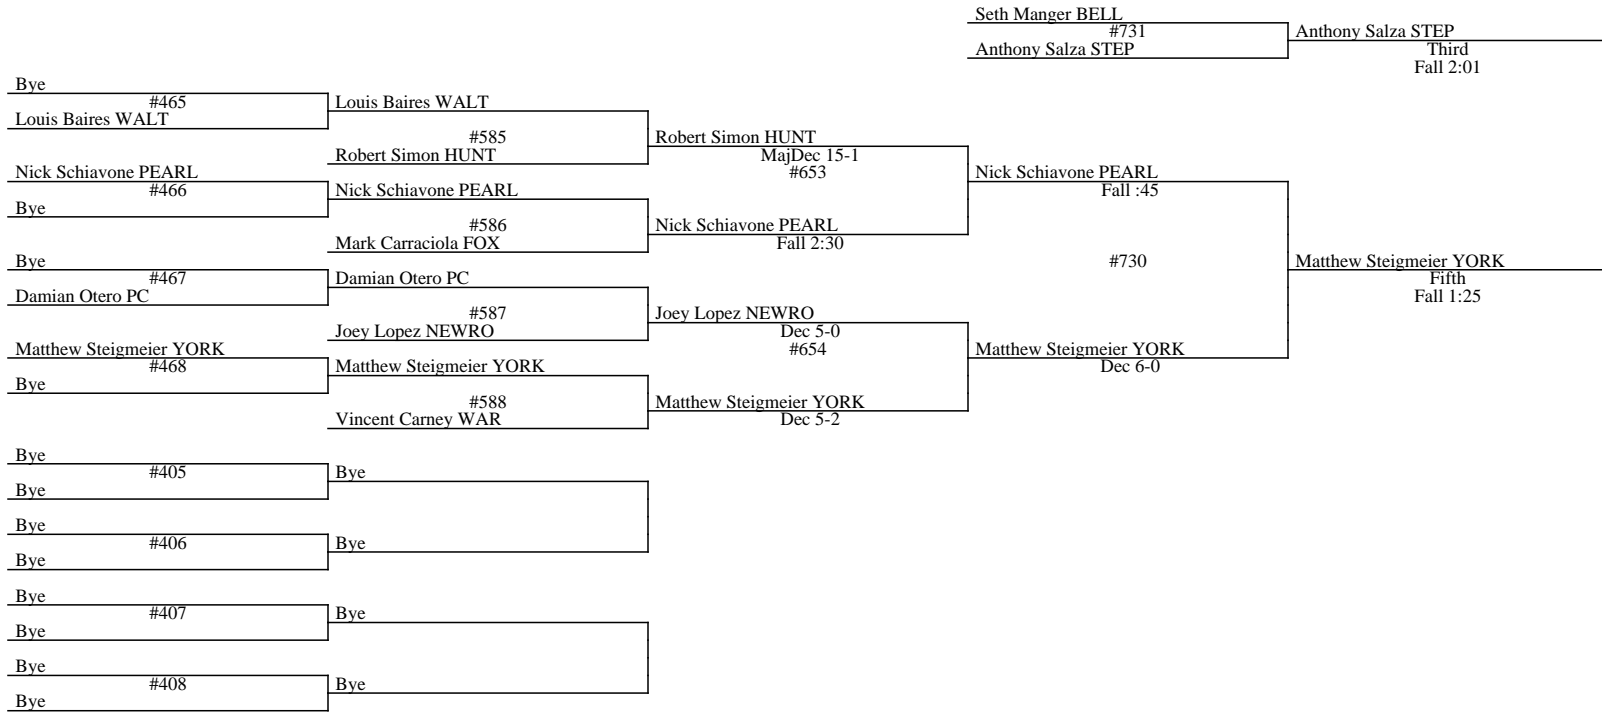 Seth Manger BELL
#731
Anthony Salza STEP
Anthony Salza STEP
Third
Fall 2:01
Bye
#465
Louis Baires WALT
Louis Baires WALT
#585
Robert Simon HUNT
Robert Simon HUNT
MajDec 15-1
#653
Nick Schiavone PEARL
#466
Bye
Nick Schiavone PEARL
#586
Mark Carraciola FOX
Nick Schiavone PEARL
Fall 2:30
Nick Schiavone PEARL
Fall :45
#730
Bye
#467
Damian Otero PC
Damian Otero PC
#587
Joey Lopez NEWRO
Joey Lopez NEWRO
Dec 5-0
#654
Matthew Steigmeier YORK
#468
Bye
Matthew Steigmeier YORK
#588
Vincent Carney WAR
Matthew Steigmeier YORK
Dec 5-2
Matthew Steigmeier YORK
Dec 6-0
Matthew Steigmeier YORK
Fifth
Fall 1:25
Bye
#405
Bye
Bye
Bye
#406
Bye
Bye
Bye
#407
Bye
Bye
Bye
#408
Bye
Bye